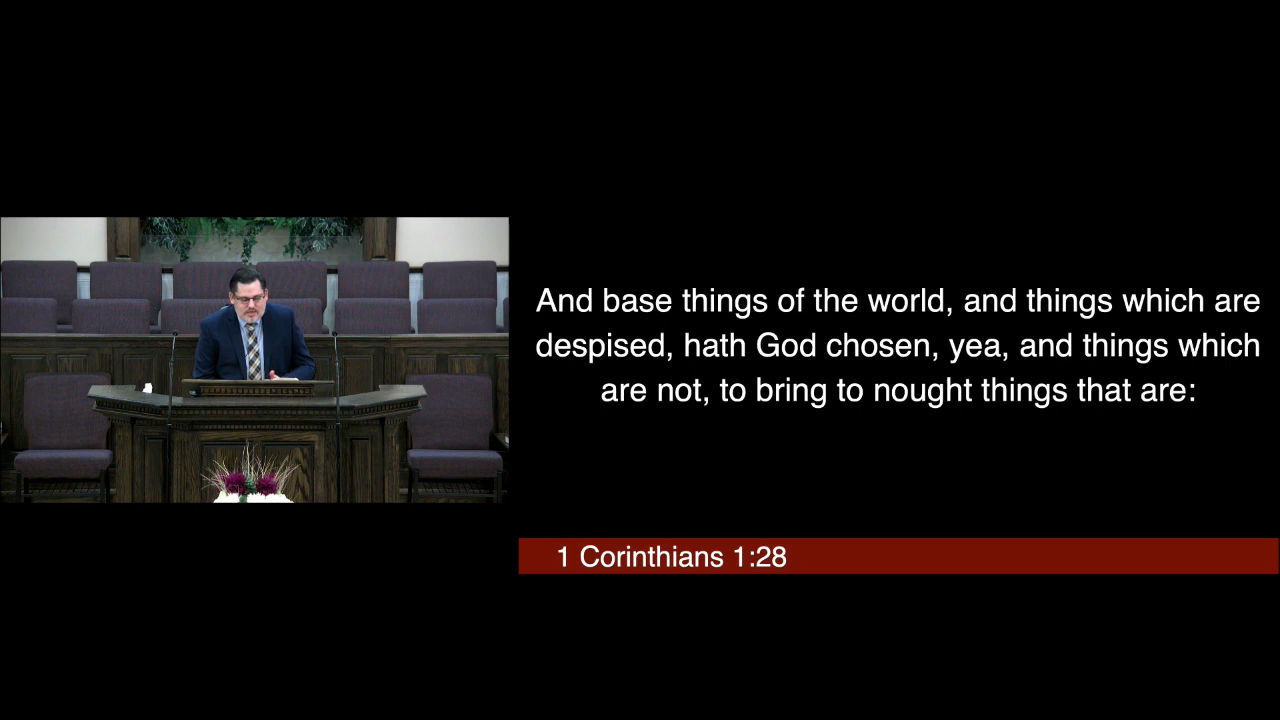 And base things of the world, and things which are
despised, hath God chosen, yea, and things which
are not, to bring to nought things that are:
1 Corinthians 1:28